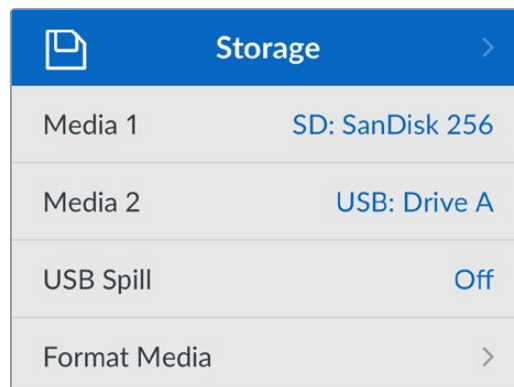 Storage
Media 1 SD: SanDisk 256
Media 2 USB: Drive A
USB Spill Off
Format Media